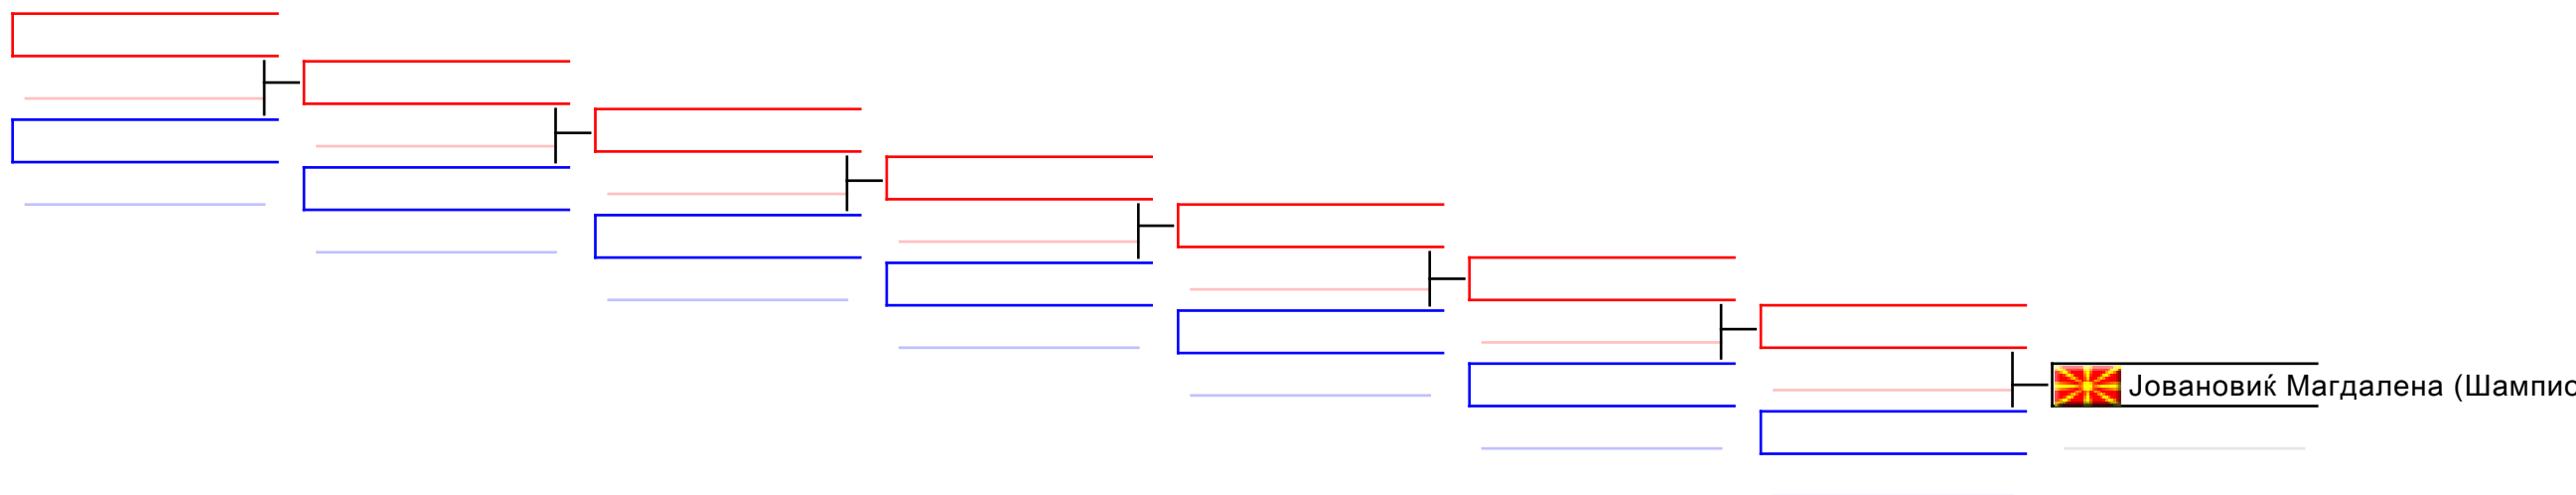 Јовановиќ Магдалена (Шампио